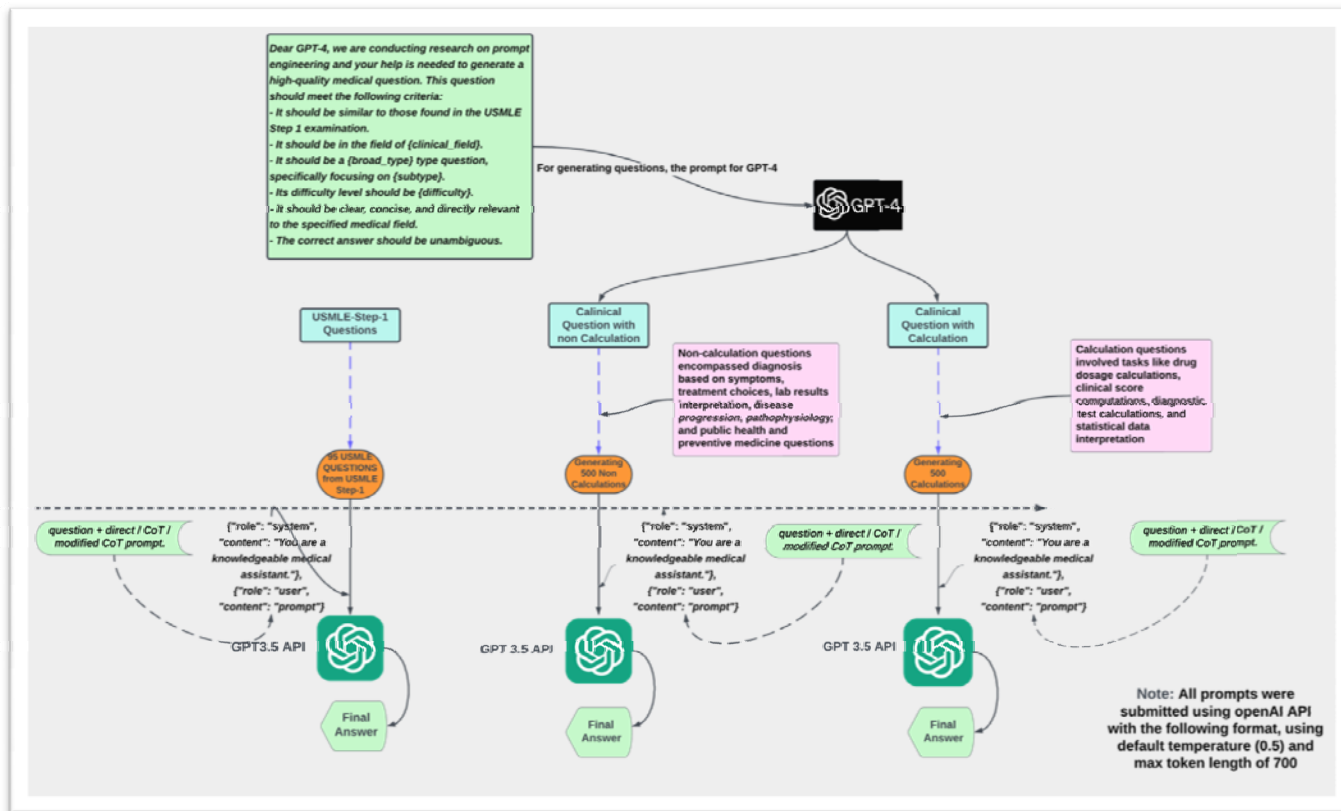 Dear GPT-4, we are conducting research on prompt
engineering and your help is needed to generate a
high-quality medical question. This question
should meet the following criteria:
- It should be similar to those found in the USMLE
Step 1 examination.
- It should be in the field of {clinical_field}.
- It should be a {broad_type} type question,
specifically focusing on {subtype}.
- Its difficulty level should be {difficulty}.
- It should be clear, concise, and directly relevant
to the specified medical field.
- The correct answer should be unambiguous.
For generating questions, the prompt for GPT-4
GPT-4
USMLE-Step-1
Questions
Calinical
Question with
non Calculation
Calinical
Question with
Calculation
Non-calculation questions
encompassed diagnosis
based on symptoms,
treatment choices, lab results
interpretation, disease
progression, pathophysiology,
and public health and
preventive medicine questions
Calculation questions
involved tasks like drug
dosage calculations,
clinical score
computations, diagnostic
test calculations, and
statistical data
interpretation
95 USMLE
QUESTIONS
from USMLE
Step-1
Generating
500 Non
Calculations
Generating
500
Calculations
question + direct / CoT /
modified CoT prompt.
{"role": "system",
"content": "You are a
knowledgeable medical
assistant."},
{"role": "user",
"content": "prompt"}
{"role": "system",
"content": "You are a
knowledgeable medical
assistant."},
{"role": "user",
"content": "prompt"}
question + direct / CoT /
modified CoT prompt.
{"role": "system",
"content": "You are a
knowledgeable medical
assistant."},
{"role": "user",
"content": "prompt"}
question + direct / CoT /
modified CoT prompt.
GPT3.5 API
GPT 3.5 API
GPT 3.5 API
Final
Answer
Final
Answer
Final
Answer
Note: All prompts were
submitted using openAI API
with the following format, using
default temperature (0.5) and
max token length of 700